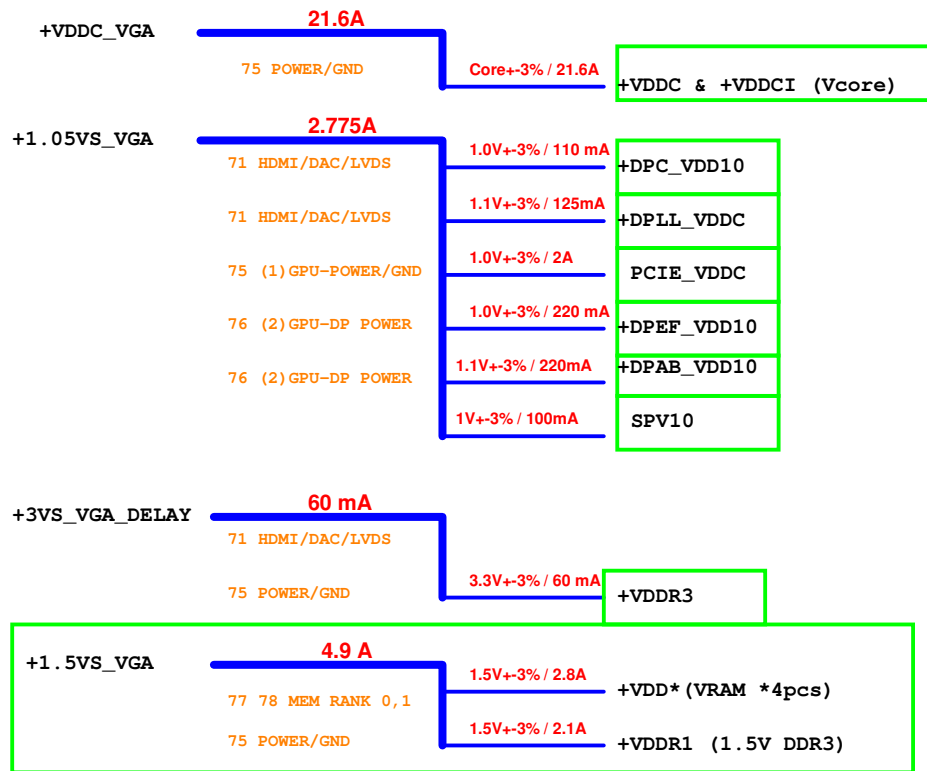 21.6A
+VDDC_VGA
75 POWER/GND
Core+-3% / 21.6A
+VDDC & +VDDCI (Vcore)
+1.05VS_VGA
2.775A
71 HDMI/DAC/LVDS
1.0V+-3% / 110 mA
+DPC_VDD10
71 HDMI/DAC/LVDS
1.1V+-3% / 125mA
+DPLL_VDDC
75 (1)GPU-POWER/GND
1.0V+-3% / 2A
PCIE_VDDC
76 (2)GPU-DP POWER
1.0V+-3% / 220 mA
+DPEF_VDD10
76 (2)GPU-DP POWER
1.1V+-3% / 220mA
+DPAB_VDD10
1V+-3% / 100mA
SPV10
+3VS_VGA_DELAY
60 mA
71 HDMI/DAC/LVDS
75 POWER/GND
3.3V+-3% / 60 mA
+VDDR3
+1.5VS_VGA
4.9 A
77 78 MEM RANK 0,1
1.5V+-3% / 2.8A
+VDD*(VRAM *4pcs)
75 POWER/GND
1.5V+-3% / 2.1A
+VDDR1 (1.5V DDR3)